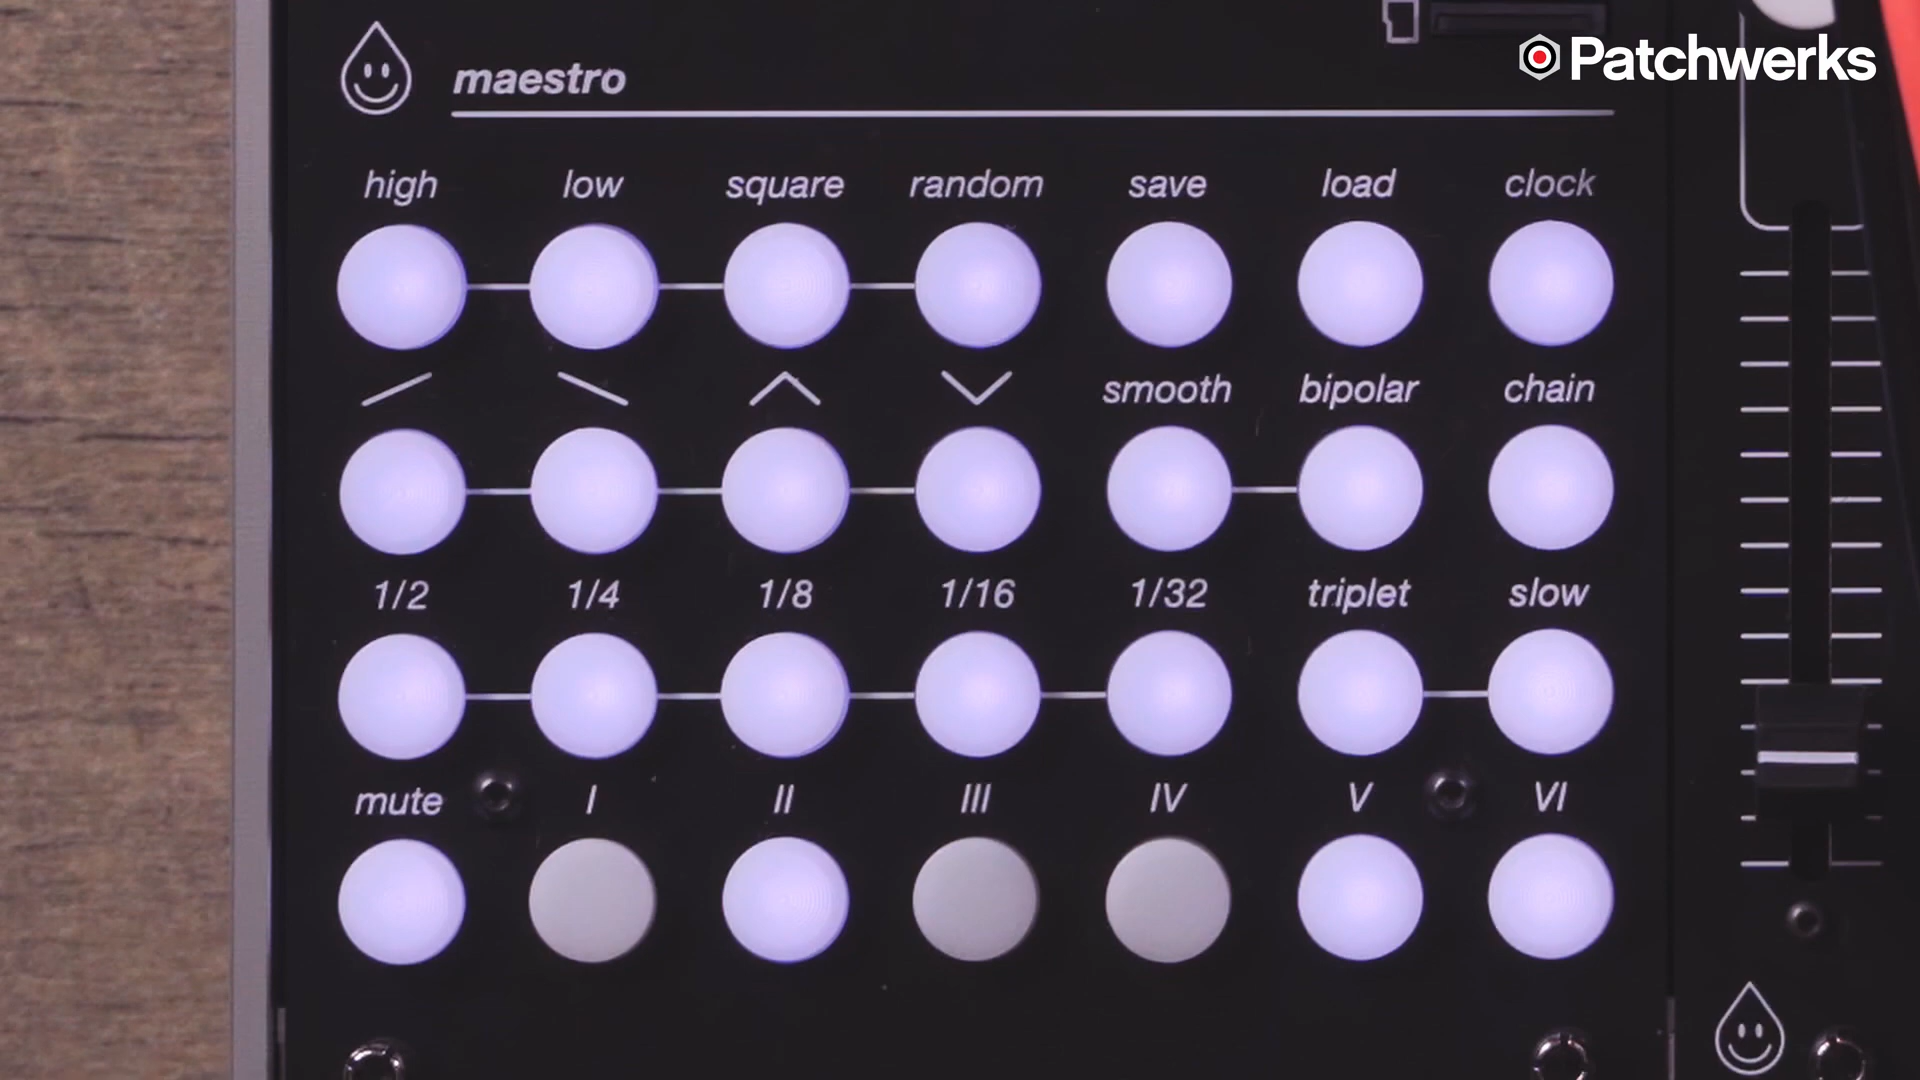 Patchwerks
maestro
high low square random save load clock
smooth bipolar chain
1/2 1/4 1/8 1/16 1/32 triplet slow
mute I II III IV V VI